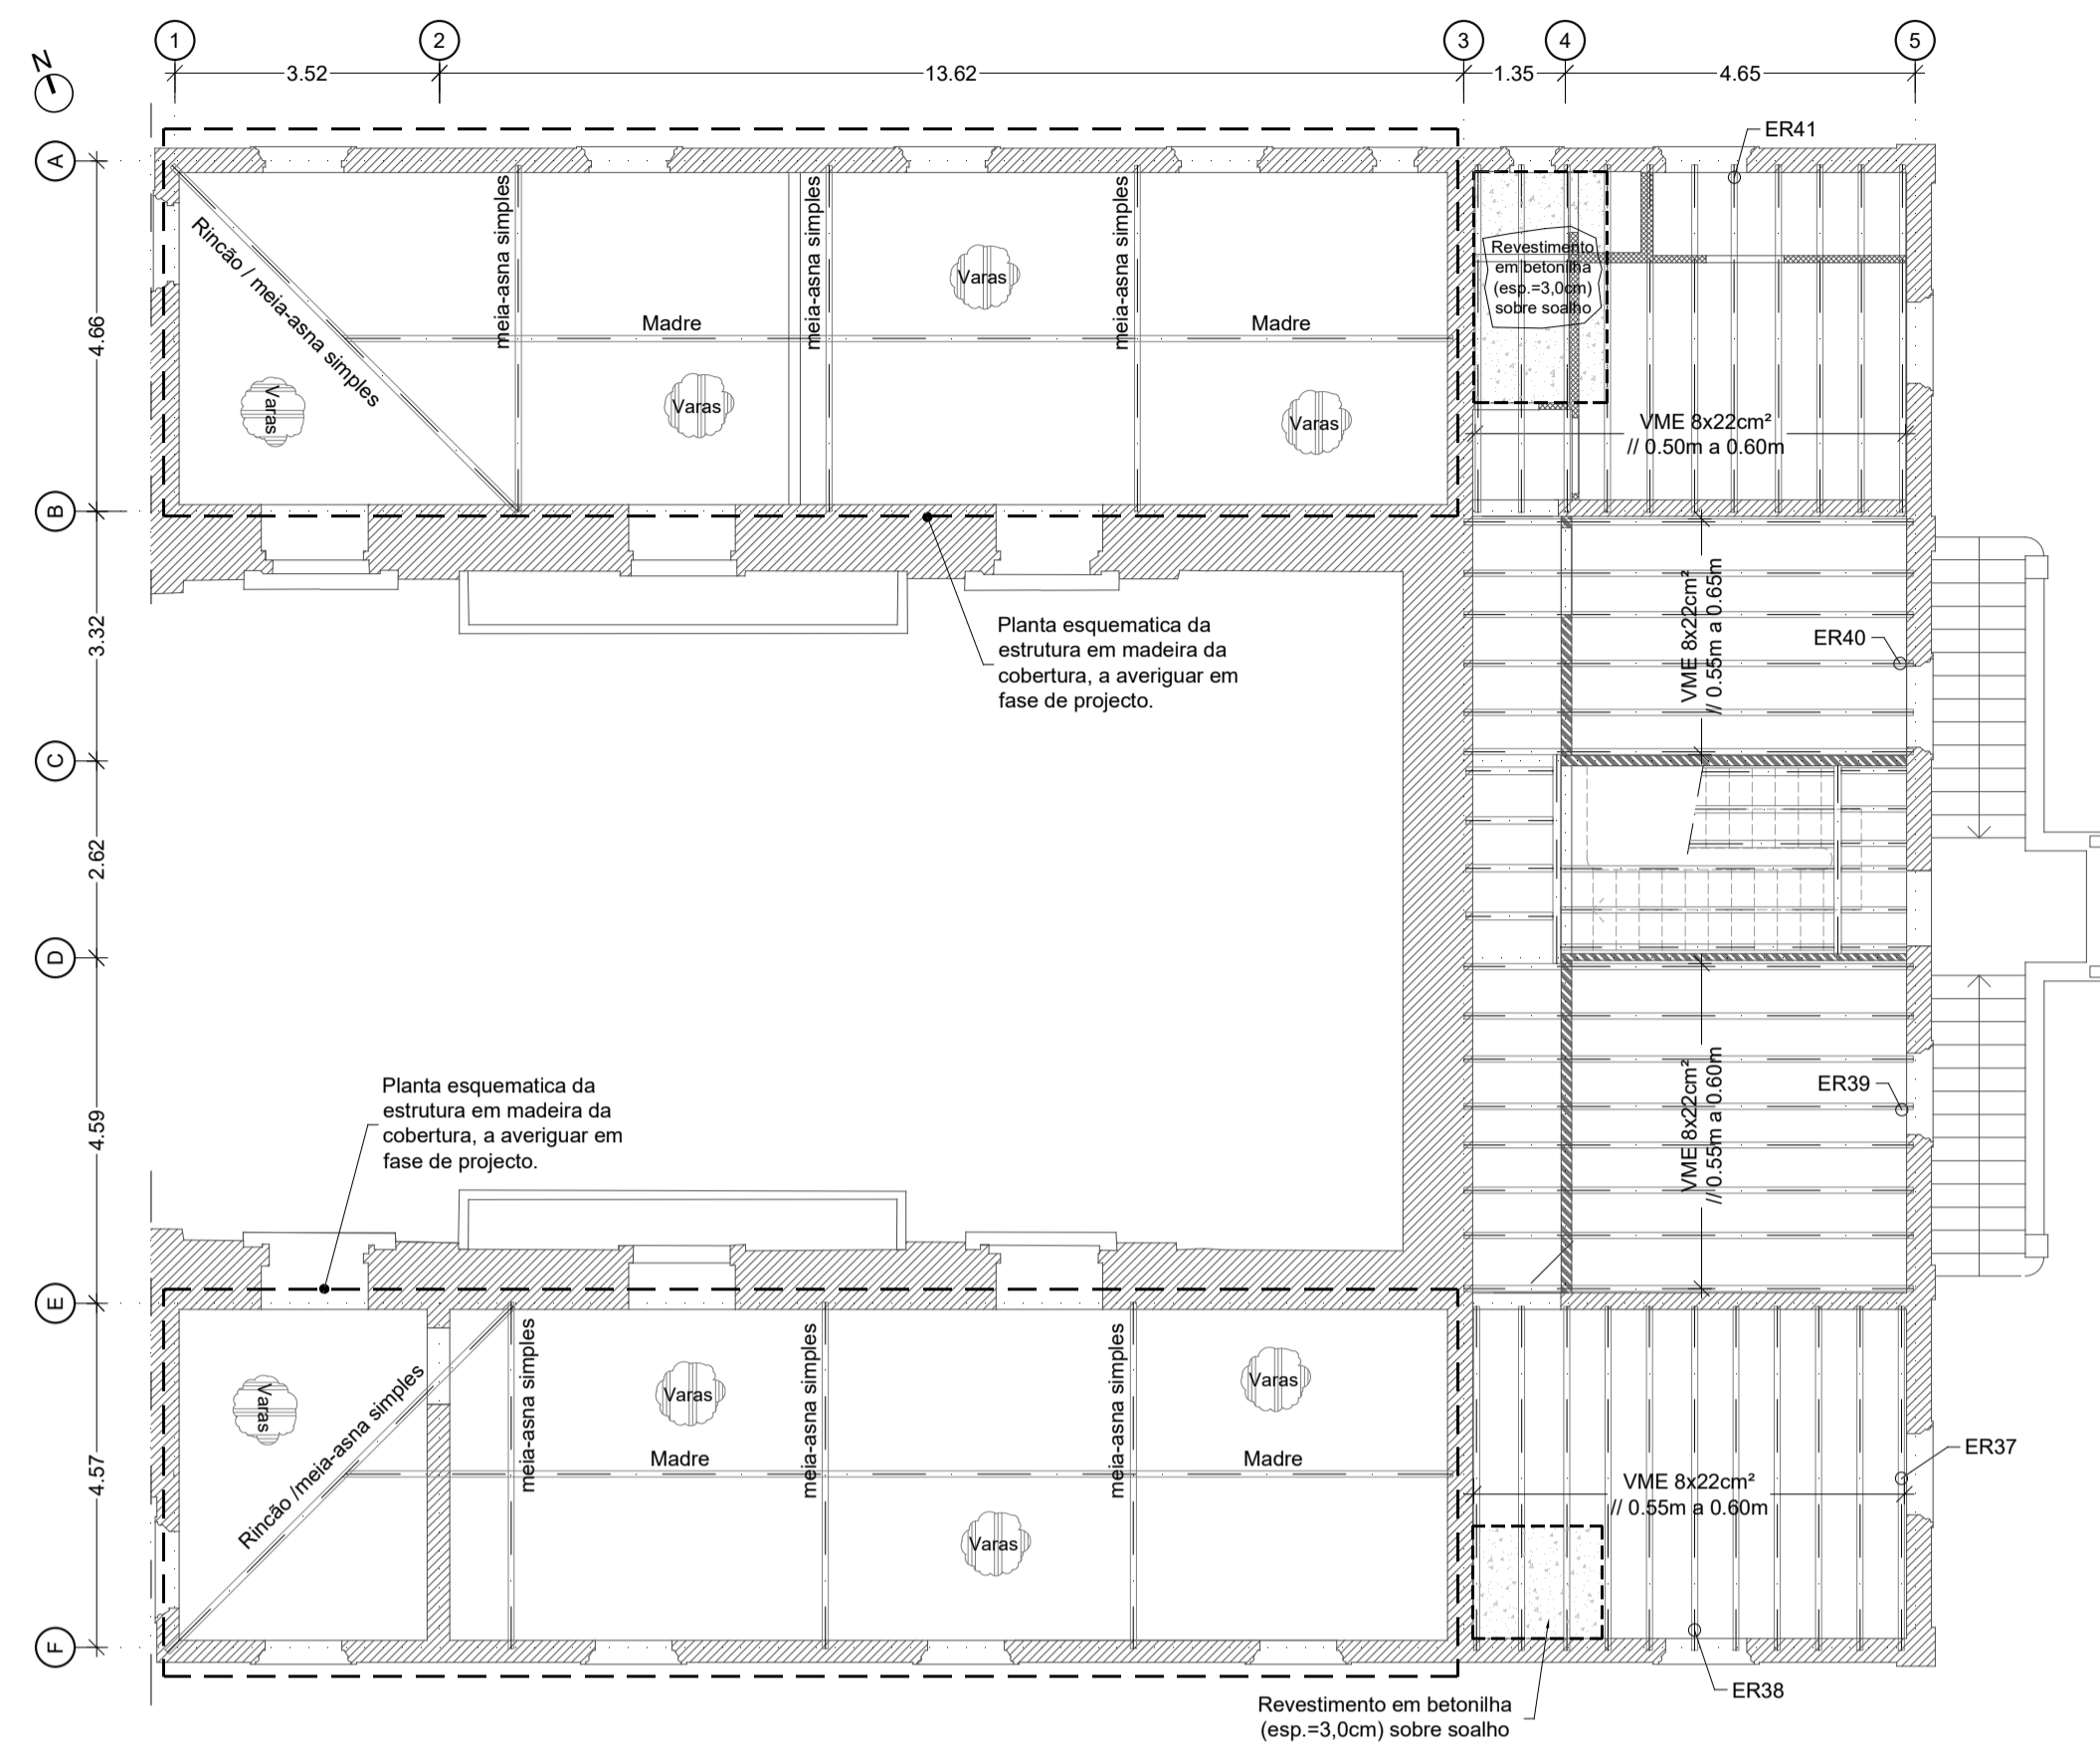 1
2
3
4
5
3.52
13.62
1.35
4.65
N
ER41
A
Rincão / meia-asna simples
meia-asna simples
meia-asna simples
meia-asna simples
Varas
Revestimento
em betonilha
(esp.=3,0cm)
sobre soalho
4.66
Madre
Madre
Varas
Varas
Varas
VME 8x22cm²
// 0.50m a 0.60m
B
Planta esquematica da
estrutura em madeira da
cobertura, a averiguar em
fase de projecto.
3.32
VME 8x22cm²
// 0.55m a 0.65m
ER40
C
2.62
D
Planta esquematica da
estrutura em madeira da
cobertura, a averiguar em
fase de projecto.
4.59
VME 8x22cm²
// 0.55m a 0.60m
ER39
E
Rincão /meia-asna simples
meia-asna simples
meia-asna simples
meia-asna simples
Varas
Varas
Varas
4.57
Madre
Madre
ER37
VME 8x22cm²
// 0.55m a 0.60m
Varas
F
ER38
Revestimento em betonilha
(esp.=3,0cm) sobre soalho